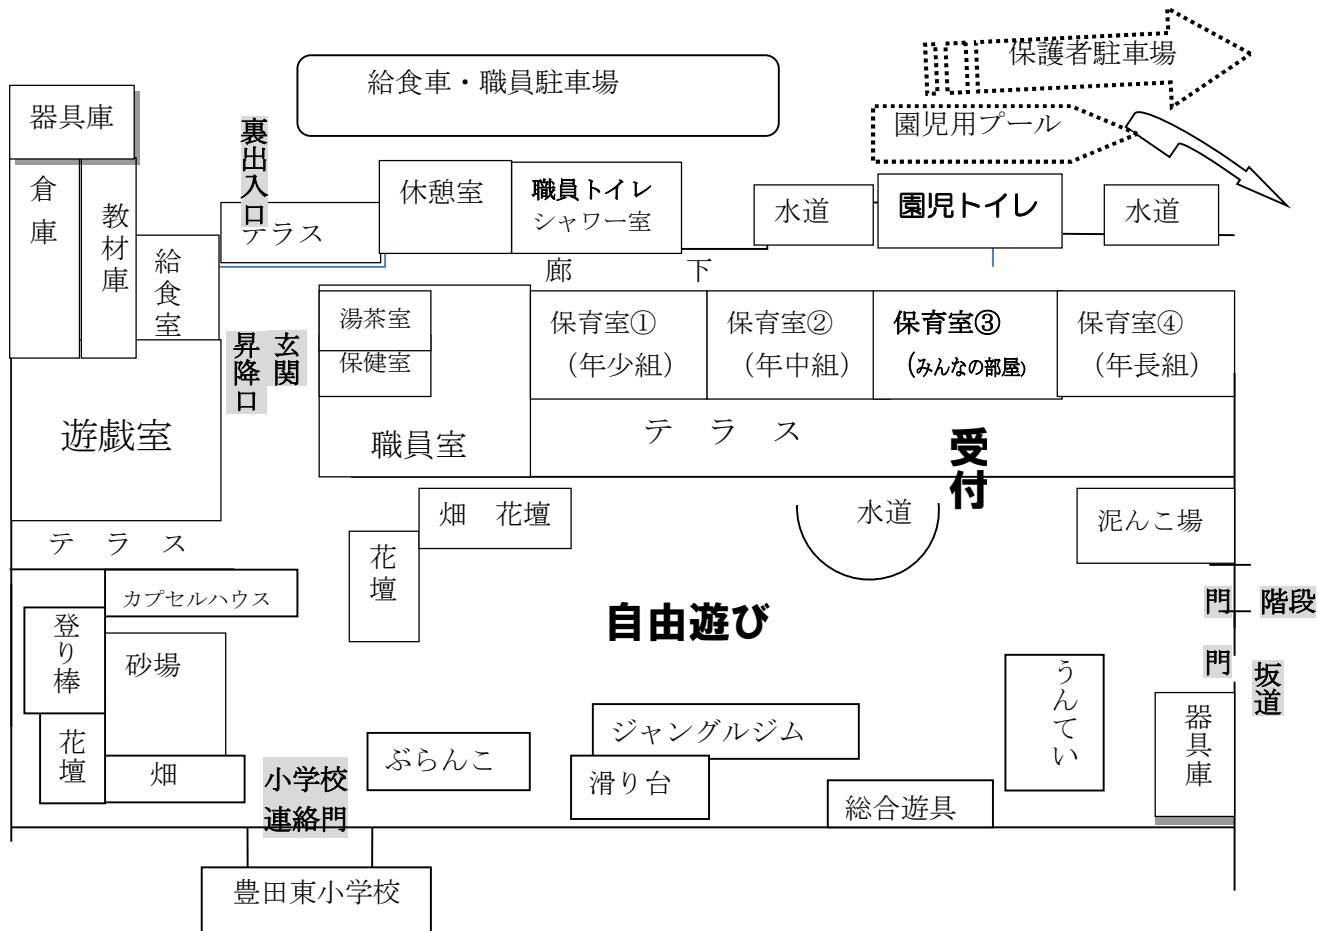 保護者駐車場
給食車・職員駐車場
園児用プール
器具庫
裏出入口
倉庫
教材庫
休憩室
職員トイレ
シャワー室
水道
園児トイレ
水道
テラス
給食室
廊　下
湯茶室
保健室
保育室①
（年少組）
保育室②
（年中組）
保育室③
（みんなの部屋）
保育室④
（年長組）
昇降口
玄関
遊戯室
職員室
テ　ラ　ス
受付
畑　花壇
水道
泥んこ場
テ　ラ　ス
花壇
カプセルハウス
門
階段
自由遊び
登り棒
砂場
門
坂道
うんてい
器具庫
花壇
畑
小学校
連絡門
ぶらんこ
ジャングルジム
滑り台
総合遊具
豊田東小学校